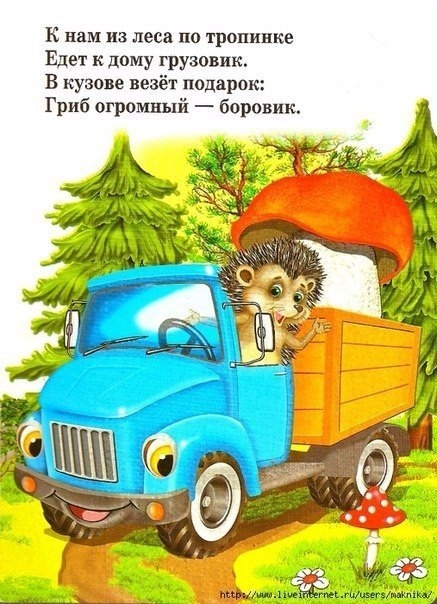 К нам из леса по тропинке
Едет к дому грузовик.
В кузове везёт подарок:
Гриб огромный — боровик.
http://www.liveinternet.ru/users/maknika/